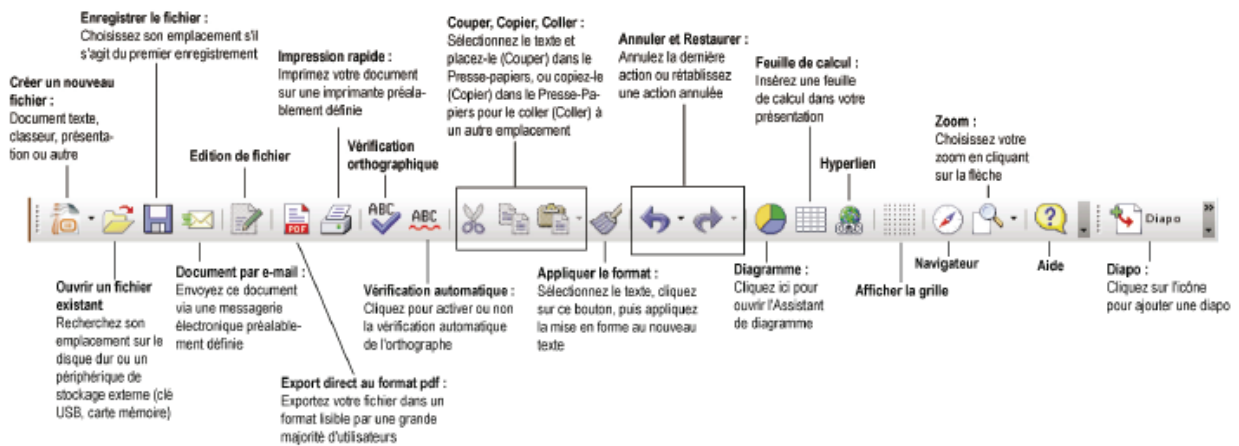 Enregistrer le fichier :
Choisissez son emplacement s'il
s'agit du premier enregistrement
Créer un nouveau
fichier :
Document texte,
classeur, présenta-
tion ou autre
Edition de fichier
Impression rapide :
Imprimez votre document
sur une imprimante préala-
blement définie
Vérification
orthographique
Couper, Copier, Coller :
Sélectionnez le texte et
placez-le (Couper) dans le
Presse-papiers, ou copiez-le
(Copier) dans le Presse-Pa-
piers pour le coller (Coller) à
un autre emplacement
Annuler et Restaurer :
Annulez la dernière
action ou rétablissez
une action annulée
Feuille de calcul :
Insérez une feuille
de calcul dans votre
présentation
Hyperlien
Zoom :
Choisissez votre
zoom en cliquant
sur la flèche
PDF
ABC
ABC
Diapo
Ouvrir un fichier
existant
Recherchez son
emplacement sur le
disque dur ou un
périphérique de
stockage externe (clé
USB, carte mémoire)
Document par e-mail :
Envoyez ce document
via une messagerie
électronique préalable-
ment définie
Export direct au format pdf :
Exportez votre fichier dans un
format lisible par une grande
majorité d'utilisateurs
Vérification automatique :
Cliquez pour activer ou non
la vérification automatique
de l'orthographe
Appliquer le format :
Sélectionnez le texte, cliquez
sur ce bouton, puis appliquez
la mise en forme au nouveau
texte
Diagramme :
Cliquez ici pour
ouvrir l'Assistant
de diagramme
Afficher la grille
Navigateur
Aide
Diapo :
Cliquez sur l'icône
pour ajouter une diapo